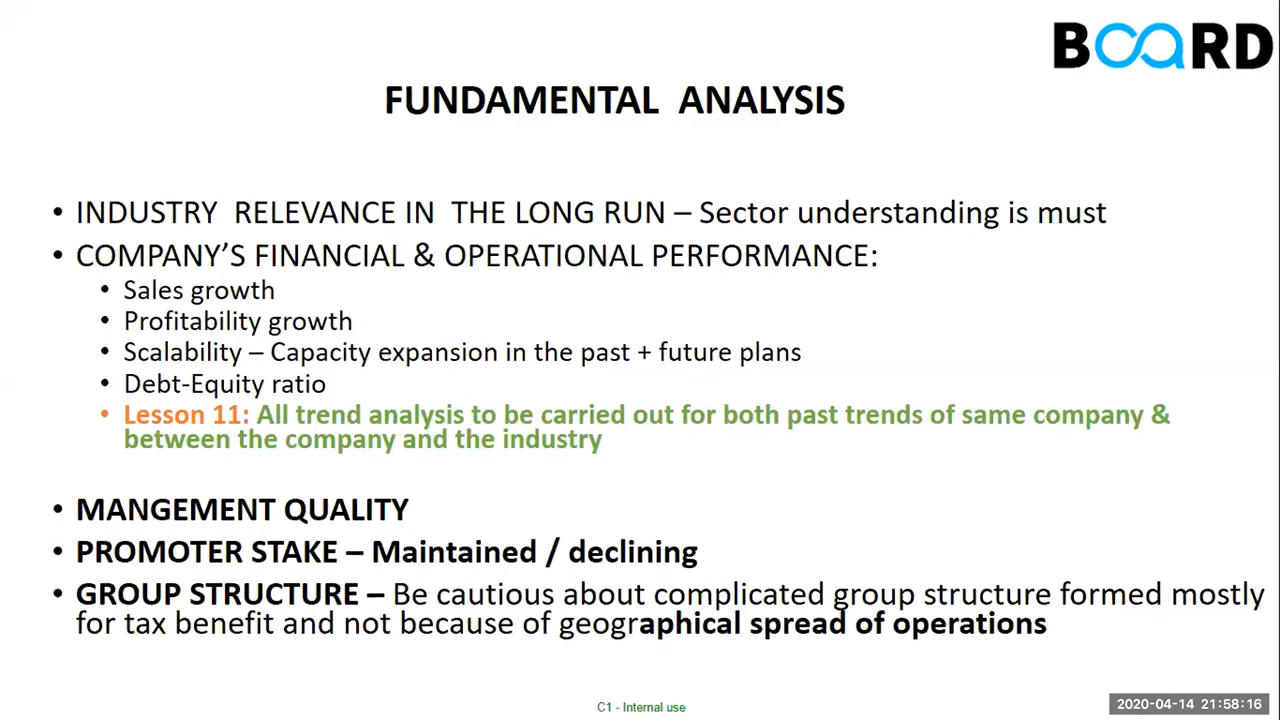 BOARD
FUNDAMENTAL ANALYSIS
• INDUSTRY RELEVANCE IN THE LONG RUN – Sector understanding is must
• COMPANY’S FINANCIAL & OPERATIONAL PERFORMANCE:
• Sales growth
• Profitability growth
• Scalability – Capacity expansion in the past + future plans
• Debt-Equity ratio
• Lesson 11: All trend analysis to be carried out for both past trends of same company &
between the company and the industry
• MANGEMENT QUALITY
• PROMOTER STAKE – Maintained / declining
• GROUP STRUCTURE – Be cautious about complicated group structure formed mostly
for tax benefit and not because of geographical spread of operations
C1 - Internal use
2020-04-14 21:58:16